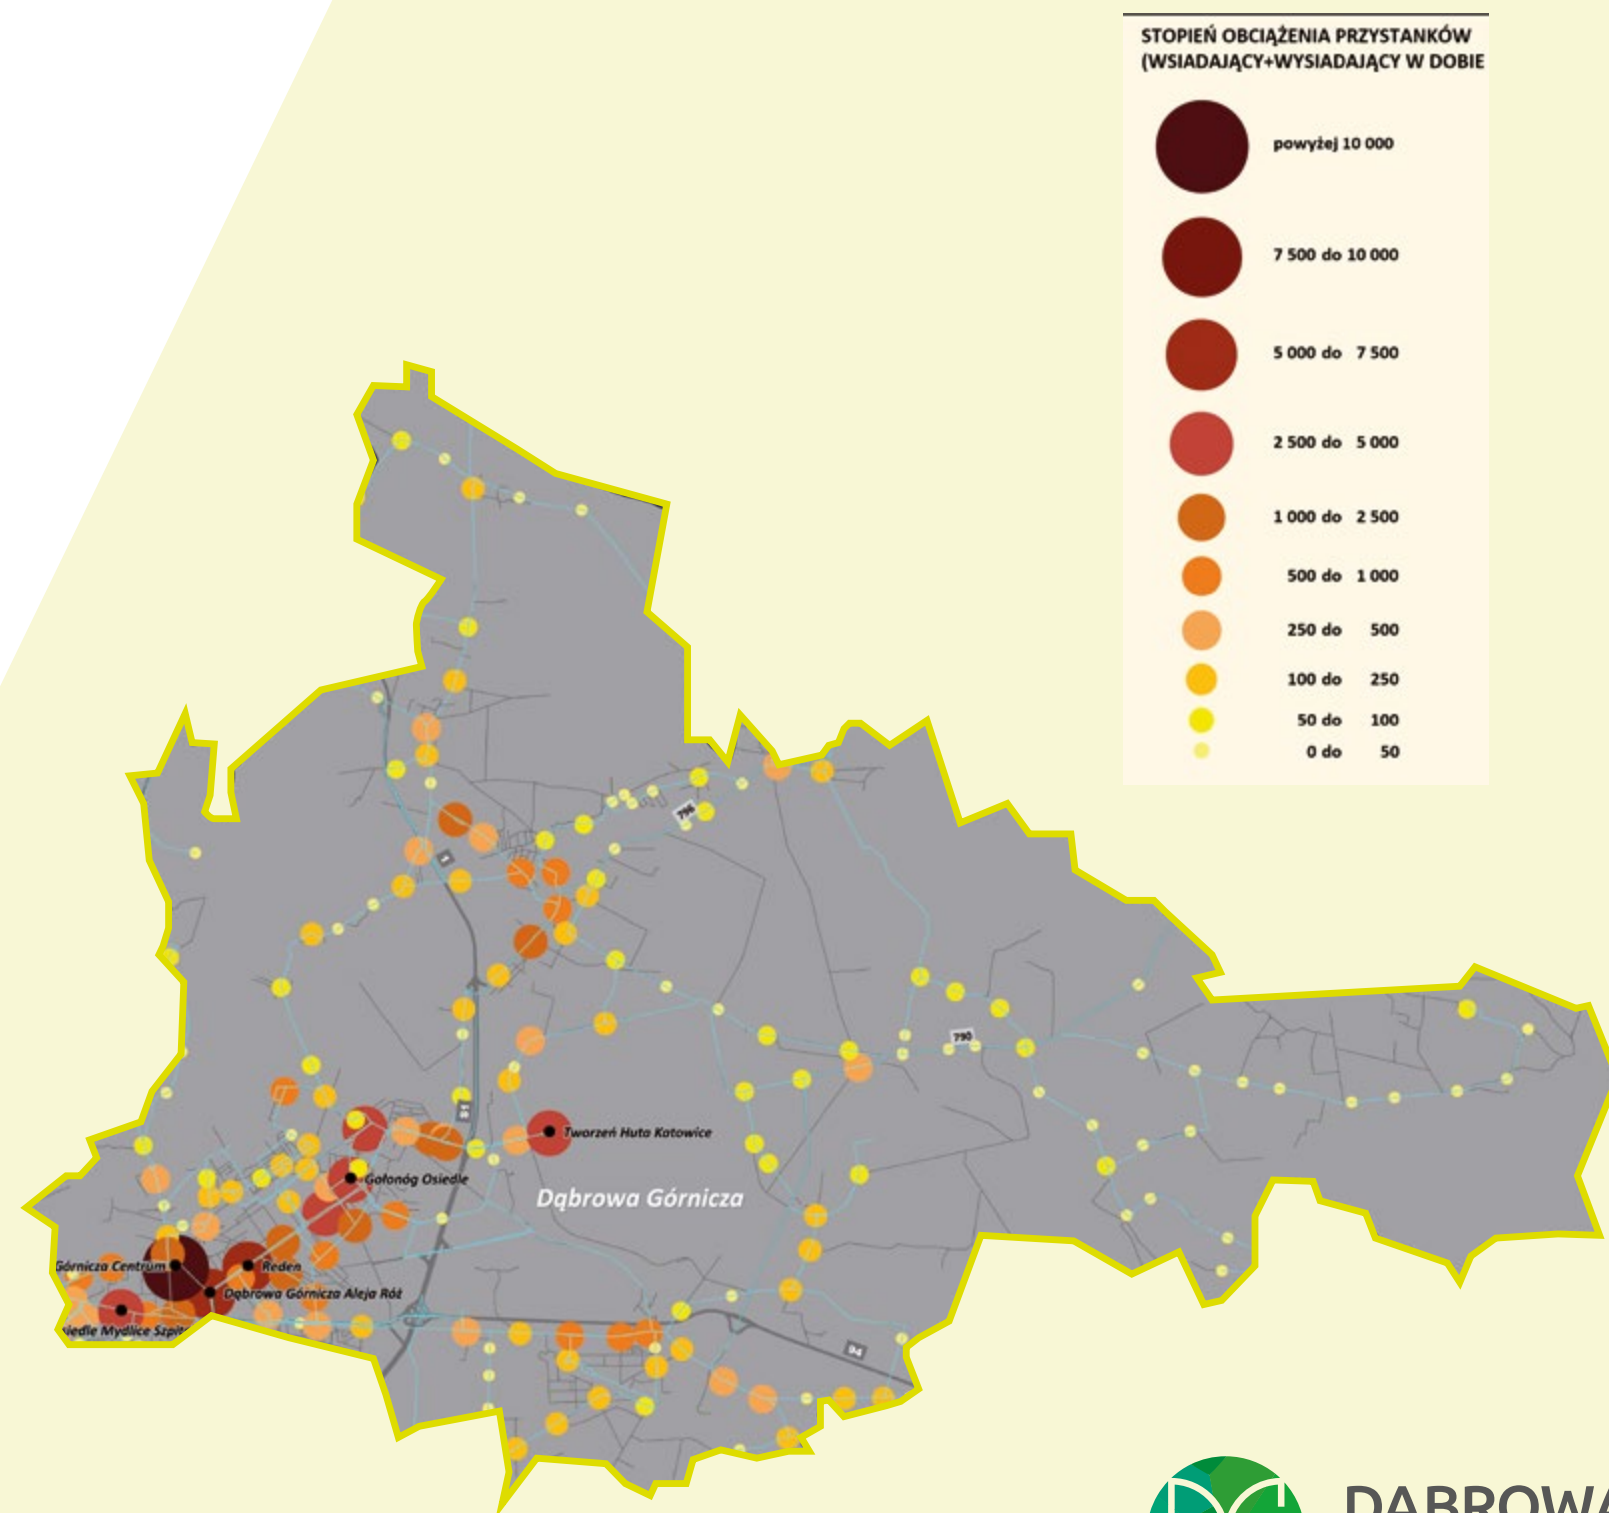 STOPIEŃ OBCIĄŻENIA PRZYSTANKÓW
(WSIADAJĄCY+WYSIADAJĄCY W DOBIE
powyżej 10 000
7 500 do 10 000
5 000 do 7 500
2 500 do 5 000
1 000 do 2 500
500 do 1 000
250 do 500
100 do 250
50 do 100
0 do 50
796
1
790
S1
Tworzeń Huta Katowice
Gołonóg Osiedle
Dąbrowa Górnicza
Górnicza Centrum
Reden
Dąbrowa Górnicza Aleja Róż
siedle Mydlice Szpit
94
DĄBROWA